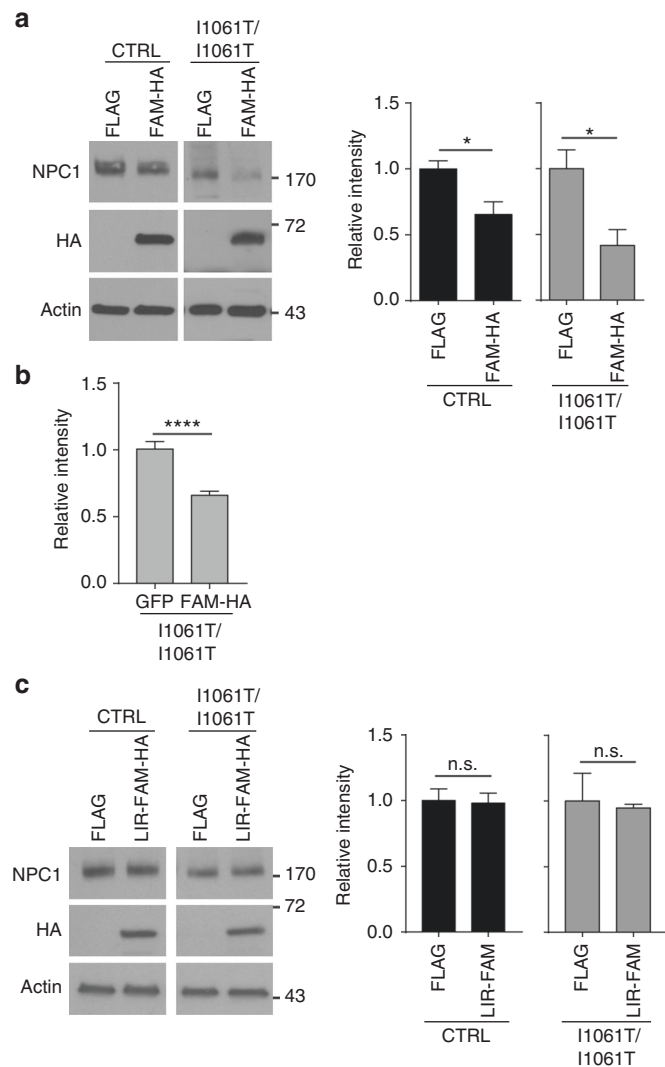 a
CTRL
I1061T/
I1061T
FLAG
FAM-HA
FLAG
FAM-HA
NPC1
170
HA
72
Actin
43
Relative intensity
1.5
1.0
0.5
0.0
*
*
FLAG
FAM-HA
FLAG
FAM-HA
CTRL
I1061T/
I1061T
b
Relative intensity
1.5
1.0
0.5
0.0
****
GFP FAM-HA
I1061T/
I1061T
c
CTRL
I1061T/
I1061T
FLAG
LIR-FAM-HA
FLAG
LIR-FAM-HA
NPC1
170
72
HA
Actin
43
Relative intensity
1.5
1.0
0.5
0.0
n.s.
n.s.
FLAG
LIR-FAM
FLAG
LIR-FAM
CTRL
I1061T/
I1061T